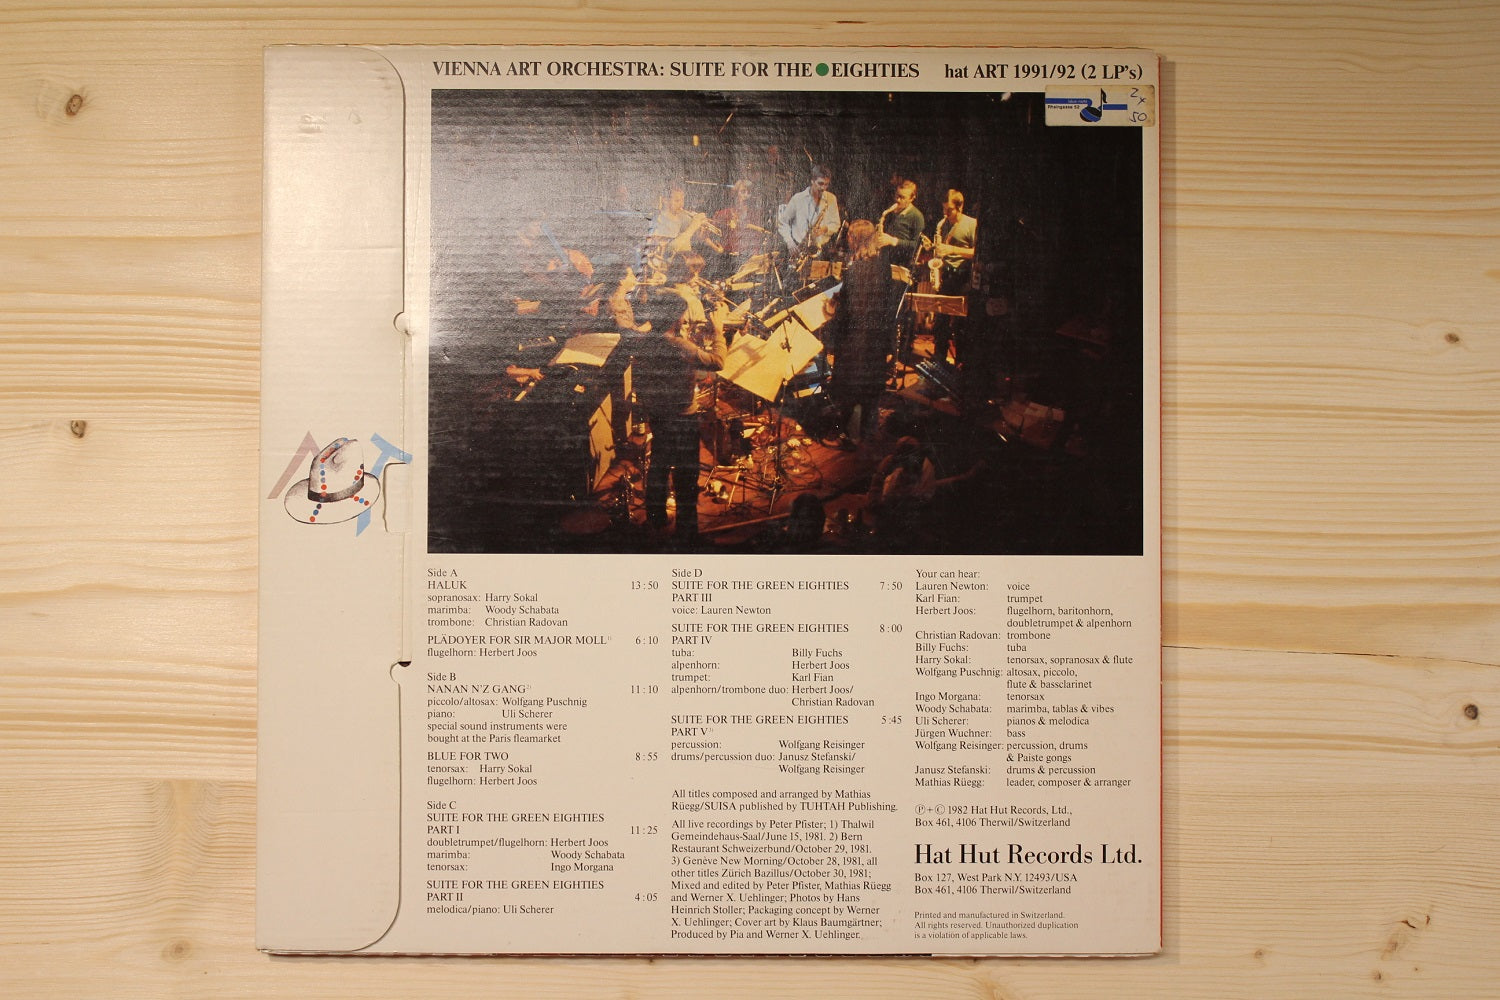 VIENNA ART ORCHESTRA: SUITE FOR THE EIGHTIES hat ART 1991/92 (2 LP's)
Rheingasse 52
2x
50
Side A
HALUK 13:50
sopranosax: Harry Sokal
marimba: Woody Schabata
trombone: Christian Radovan
PLÄDOYER FOR SIR MAJOR MOLL 1) 6:10
flugelhorn: Herbert Joos
Side B
NANAN N'Z GANG 2) 11:10
piccolo/altosax: Wolfgang Puschnig
piano: Uli Scherer
special sound instruments were
bought at the Paris fleamarket
BLUE FOR TWO 8:55
tenorsax: Harry Sokal
flugelhorn: Herbert Joos
Side C
SUITE FOR THE GREEN EIGHTIES
PART I 11:25
doubletrumpet/flugelhorn: Herbert Joos
marimba: Woody Schabata
tenorsax: Ingo Morgana
SUITE FOR THE GREEN EIGHTIES
PART II 4:05
melodica/piano: Uli Scherer
Side D
SUITE FOR THE GREEN EIGHTIES 7:50
PART III
voice: Lauren Newton
SUITE FOR THE GREEN EIGHTIES 8:00
PART IV
tuba: Billy Fuchs
alpenhorn: Herbert Joos
trumpet: Karl Fian
alpenhorn/trombone duo: Herbert Joos/
Christian Radovan
SUITE FOR THE GREEN EIGHTIES 5:45
PART V 3)
percussion: Wolfgang Reisinger
drums/percussion duo: Janusz Stefanski/
Wolfgang Reisinger
All titles composed and arranged by Mathias
Rüegg/SUISA published by TUHTAH Publishing.
All live recordings by Peter Pfister; 1) Thalwil
Gemeindehaus-Saal/June 15, 1981. 2) Bern
Restaurant Schweizerbund/October 29, 1981.
3) Genève New Morning/October 28, 1981, all
other titles Zürich Bazillus/October 30, 1981;
Mixed and edited by Peter Pfister, Mathias Rüegg
and Werner X. Uehlinger; Photos by Hans
Heinrich Stoller; Packaging concept by Werner
X. Uehlinger; Cover art by Klaus Baumgärtner;
Produced by Pia and Werner X. Uehlinger.
Your can hear:
Lauren Newton: voice
Karl Fian: trumpet
Herbert Joos: flugelhorn, baritonhorn,
doubletrumpet & alpenhorn
Christian Radovan: trombone
Billy Fuchs: tuba
Harry Sokal: tenorsax, sopranosax & flute
Wolfgang Puschnig: altosax, piccolo,
flute & bassclarinet
Ingo Morgana: tenorsax
Woody Schabata: marimba, tablas & vibes
Uli Scherer: pianos & melodica
Jürgen Wuchner: bass
Wolfgang Reisinger: percussion, drums
& Paiste gongs
Janusz Stefanski: drums & percussion
Mathias Rüegg: leader, composer & arranger
Ⓟ+© 1982 Hat Hut Records, Ltd.,
Box 461, 4106 Therwil/Switzerland
Hat Hut Records Ltd.
Box 127, West Park N.Y. 12493/USA
Box 461, 4106 Therwil/Switzerland
Printed and manufactured in Switzerland.
All rights reserved. Unauthorized duplication
is a violation of applicable laws.